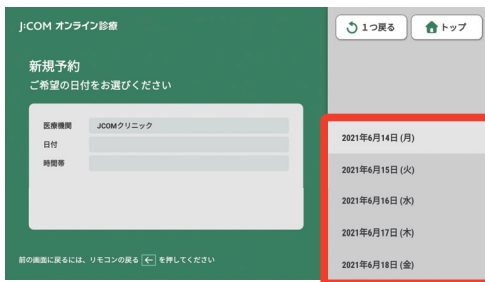 J:COM オンライン診療
1つ戻る
トップ
新規予約
ご希望の日付をお選びください
医療機関 JCOMクリニック
日付
時間帯
2021年6月14日 (月)
2021年6月15日 (火)
2021年6月16日 (水)
2021年6月17日 (木)
2021年6月18日 (金)
前の画面に戻るには、リモコンの戻る ← を押してください